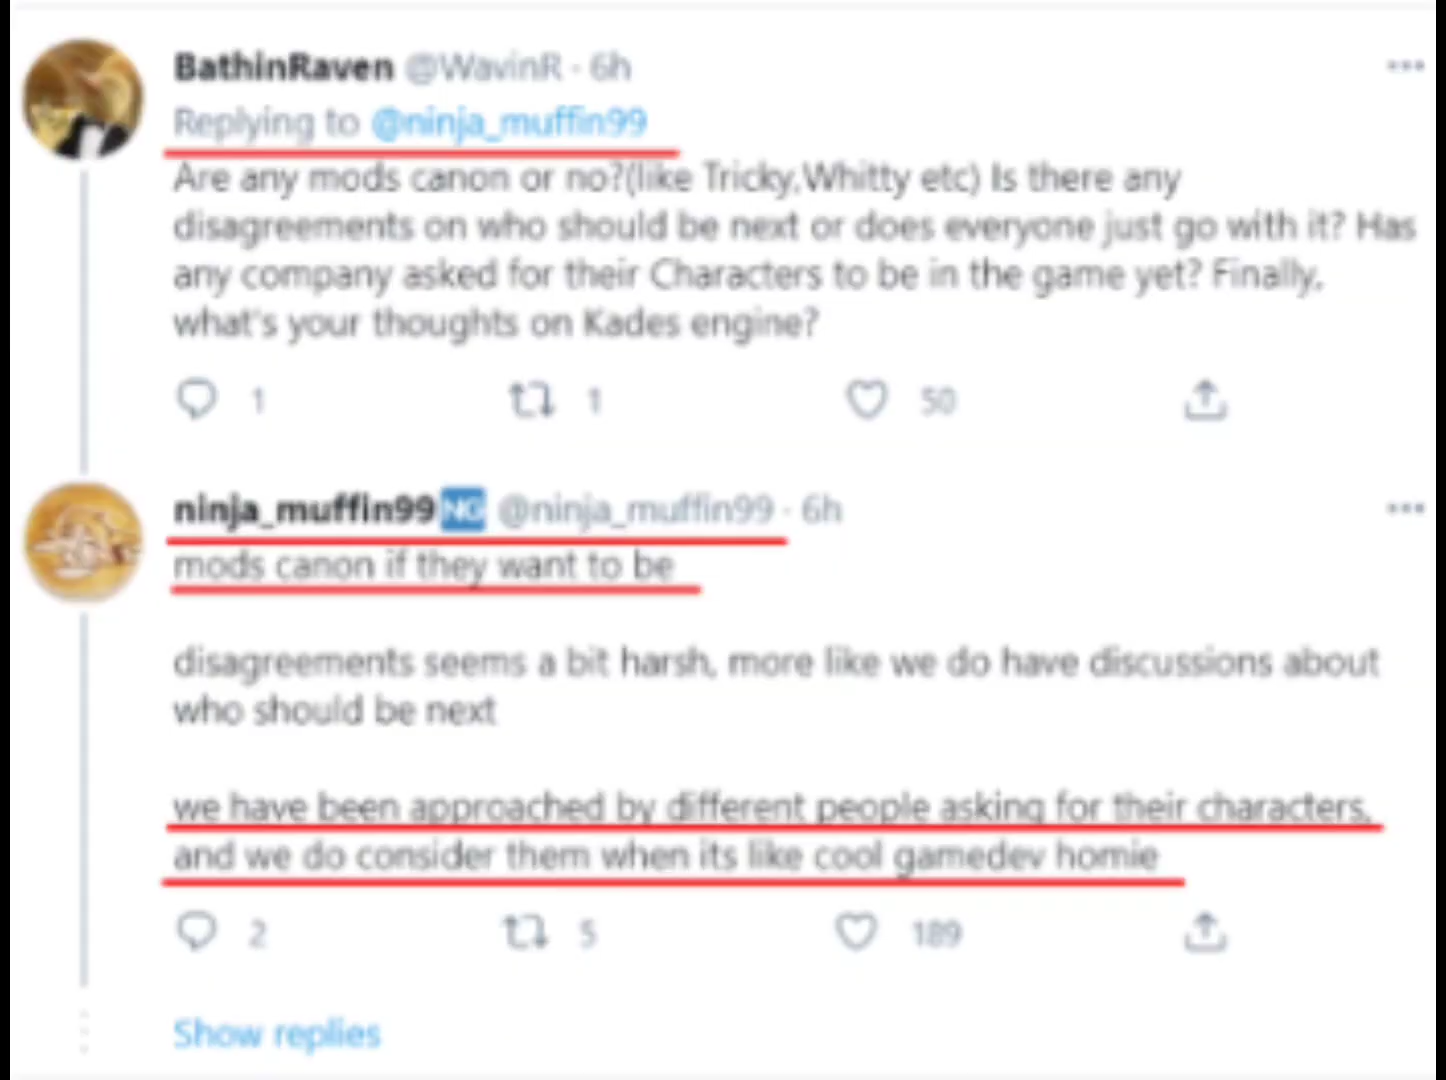 BathinRaven @WavinR · 6h
Replying to @ninja_muffin99
Are any mods canon or no?(like Tricky,Whitty etc) Is there any
disagreements on who should be next or does everyone just go with it? Has
any company asked for their Characters to be in the game yet? Finally,
what's your thoughts on Kades engine?
1 1 50
ninja_muffin99 NG @ninja_muffin99 · 6h
mods canon if they want to be
disagreements seems a bit harsh, more like we do have discussions about
who should be next
we have been approached by different people asking for their characters,
and we do consider them when its like cool gamedev homie
2 5 189
Show replies